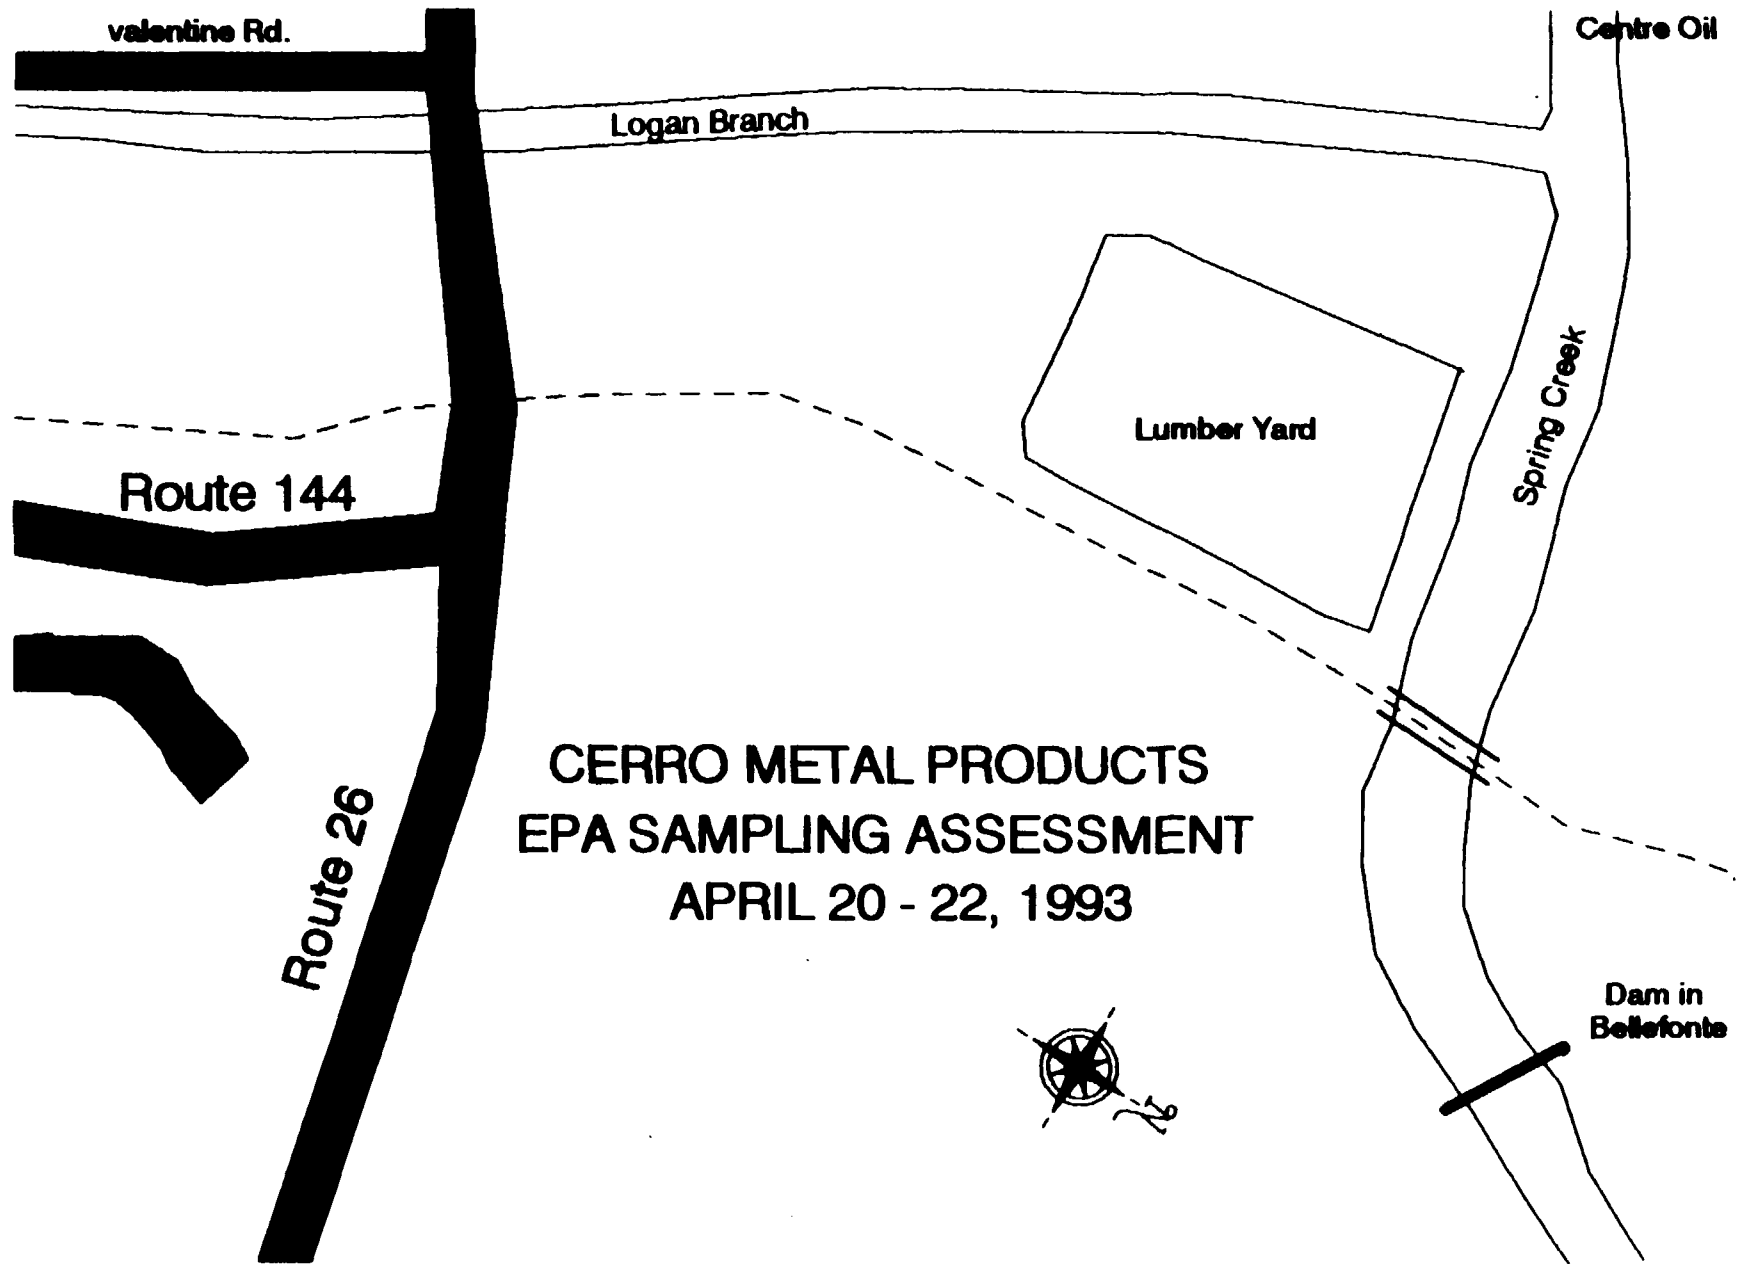 valentine Rd.
Centre Oil
Logan Branch
Spring Creek
Lumber Yard
Route 144
CERRO METAL PRODUCTS
EPA SAMPLING ASSESSMENT
APRIL 20 - 22, 1993
Route 26
Dam in
Bellefonte
N